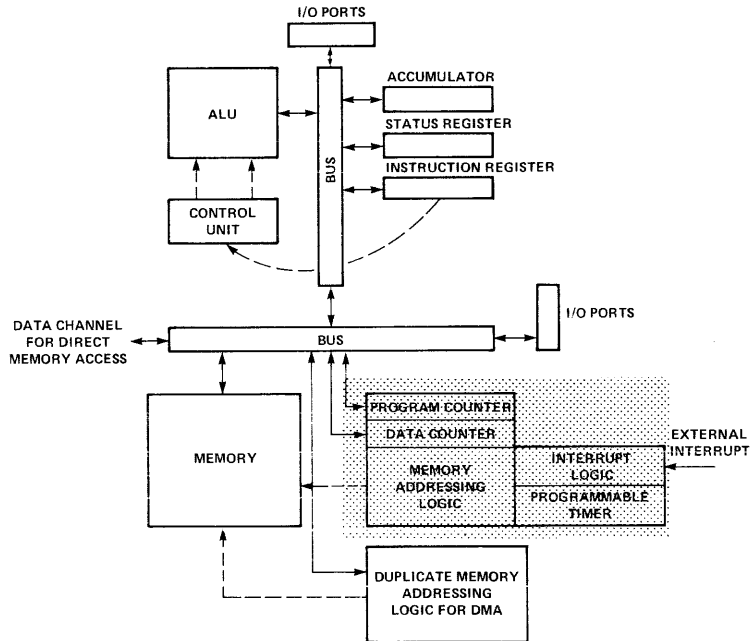 I/O PORTS
ACCUMULATOR
ALU
STATUS REGISTER
BUS
INSTRUCTION REGISTER
CONTROL
UNIT
I/O PORTS
DATA CHANNEL
FOR DIRECT
MEMORY ACCESS
BUS
PROGRAM COUNTER
DATA COUNTER
EXTERNAL
INTERRUPT
MEMORY
MEMORY
ADDRESSING
LOGIC
INTERRUPT
LOGIC
PROGRAMMABLE
TIMER
DUPLICATE MEMORY
ADDRESSING
LOGIC FOR DMA